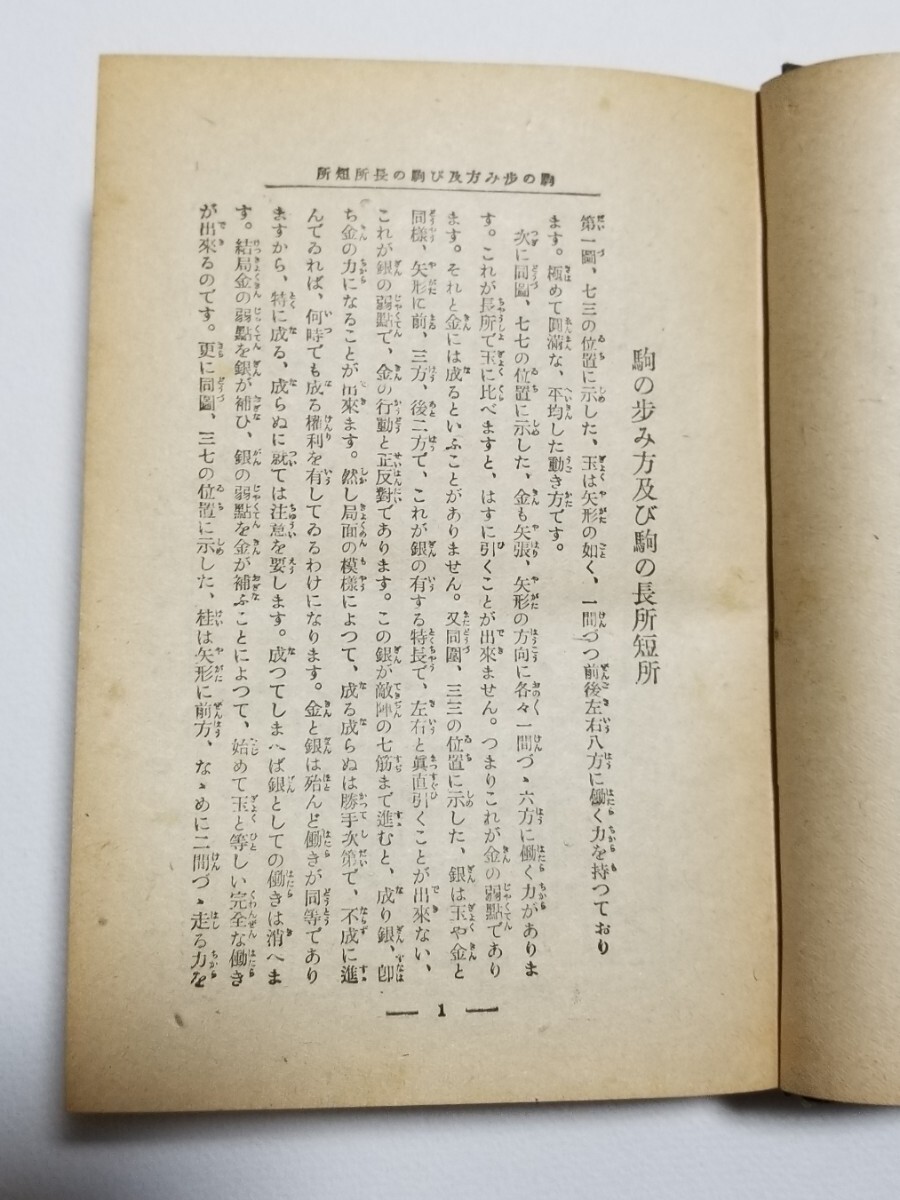 駒の歩み方及び駒の長所短所
駒の歩み方及び駒の長所短所
第一圖、七三の位置に示した、玉は矢形の如く、一間づつ前後左右八方に働く力を持つており
ます。極めて圓滿な、平均した動き方です。
次に同圖、七七の位置に示した、金も矢張、矢形の方向に各々一間づゝ六方に働く力がありま
す。これが長所で玉に比べますと、はすに引くことが出來ません。つまりこれが金の弱點であり
ます。それと金には成るといふことがありません。又同圖、三三の位置に示した、銀は玉や金と
同樣、矢形に前、三方、後二方で、これが銀の有する特長で、左右と眞直引くことが出來ない、
これが銀の弱點で、金の行動と正反對であります。この銀が敵陣の七筋まで進むと、成り銀、卽
ち金の力になることが出來ます。然し局面の模樣によつて、成る成らぬは勝手次第で、不成に進
んでゐれば、何時でも成る權利を有してゐるわけになります。金と銀は殆んど働きが同等であり
ますから、特に成る、成らぬに就ては注意を要します。成つてしまへば銀としての働きは消へま
す。結局金の弱點を銀が補ひ、銀の弱點を金が補ふことによつて、始めて玉と等しい完全な働き
が出來るのです。更に同圖、三七の位置に示した、桂は矢形に前方、なゝめに二間づゝ走る力を
— 1 —